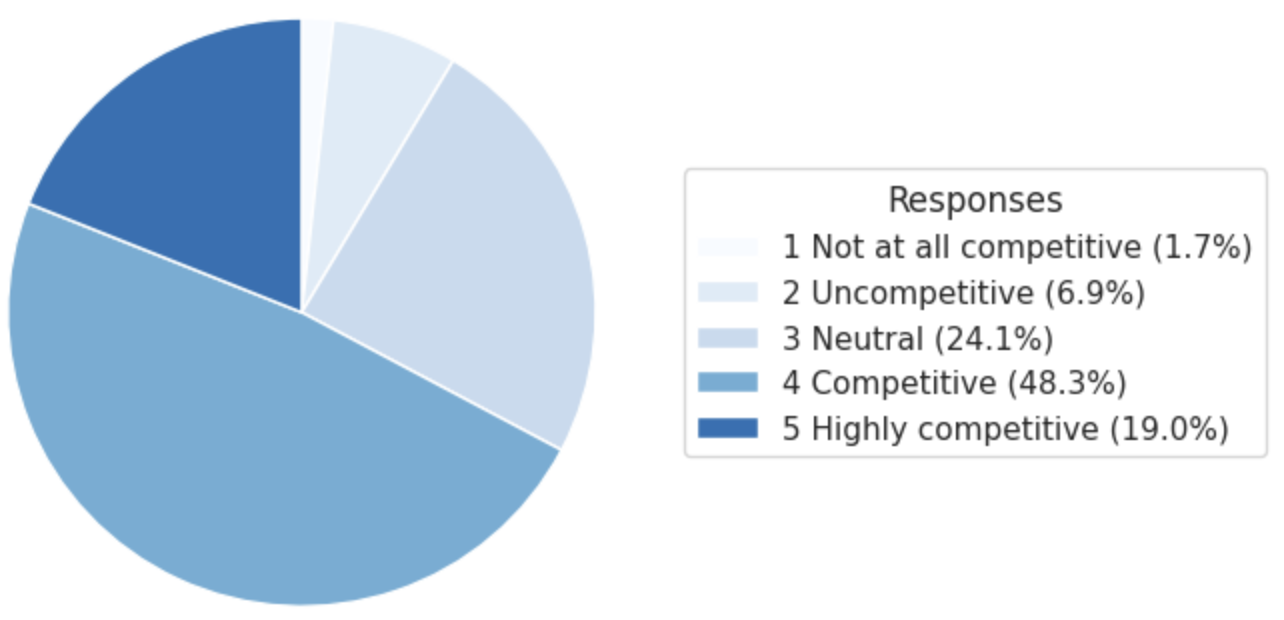 Responses
1 Not at all competitive (1.7%)
2 Uncompetitive (6.9%)
3 Neutral (24.1%)
4 Competitive (48.3%)
5 Highly competitive (19.0%)